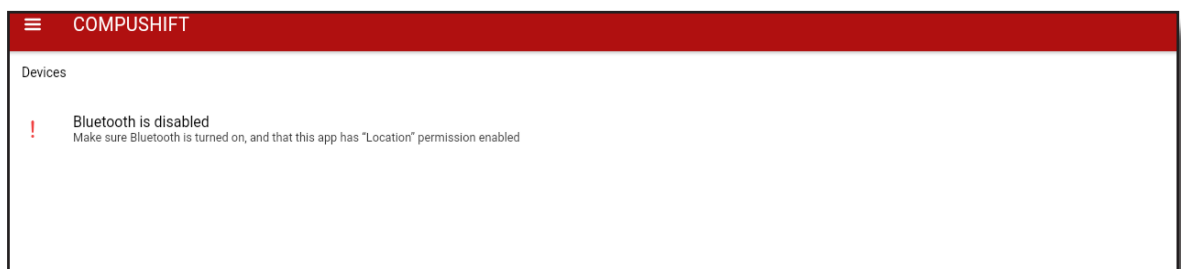 COMPUSHIFT
Devices
Bluetooth is disabled
Make sure Bluetooth is turned on, and that this app has "Location" permission enabled